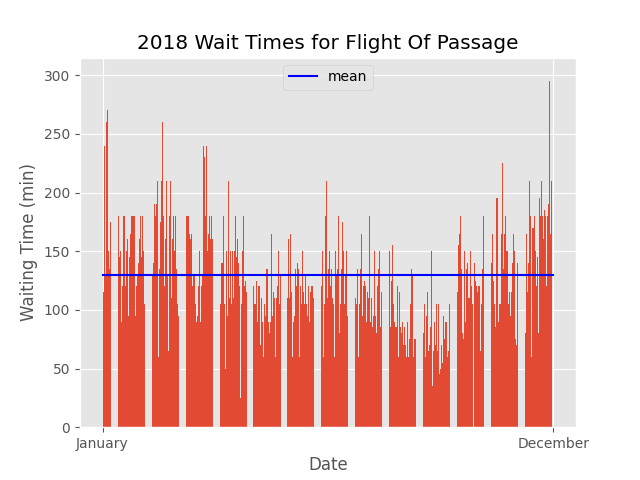 2018 Wait Times for Flight Of Passage
mean
300
250
200
150
100
50
0
Waiting Time (min)
January
December
Date